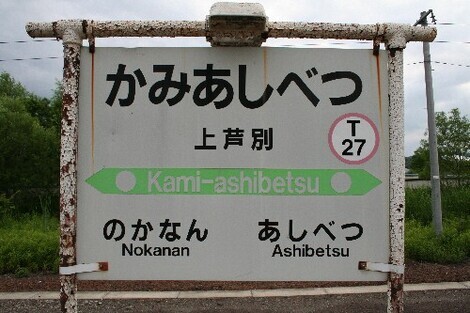 かみあしべつ
上芦別
T
27
Kami-ashibetsu
のかなん あしべつ
Nokanan Ashibetsu